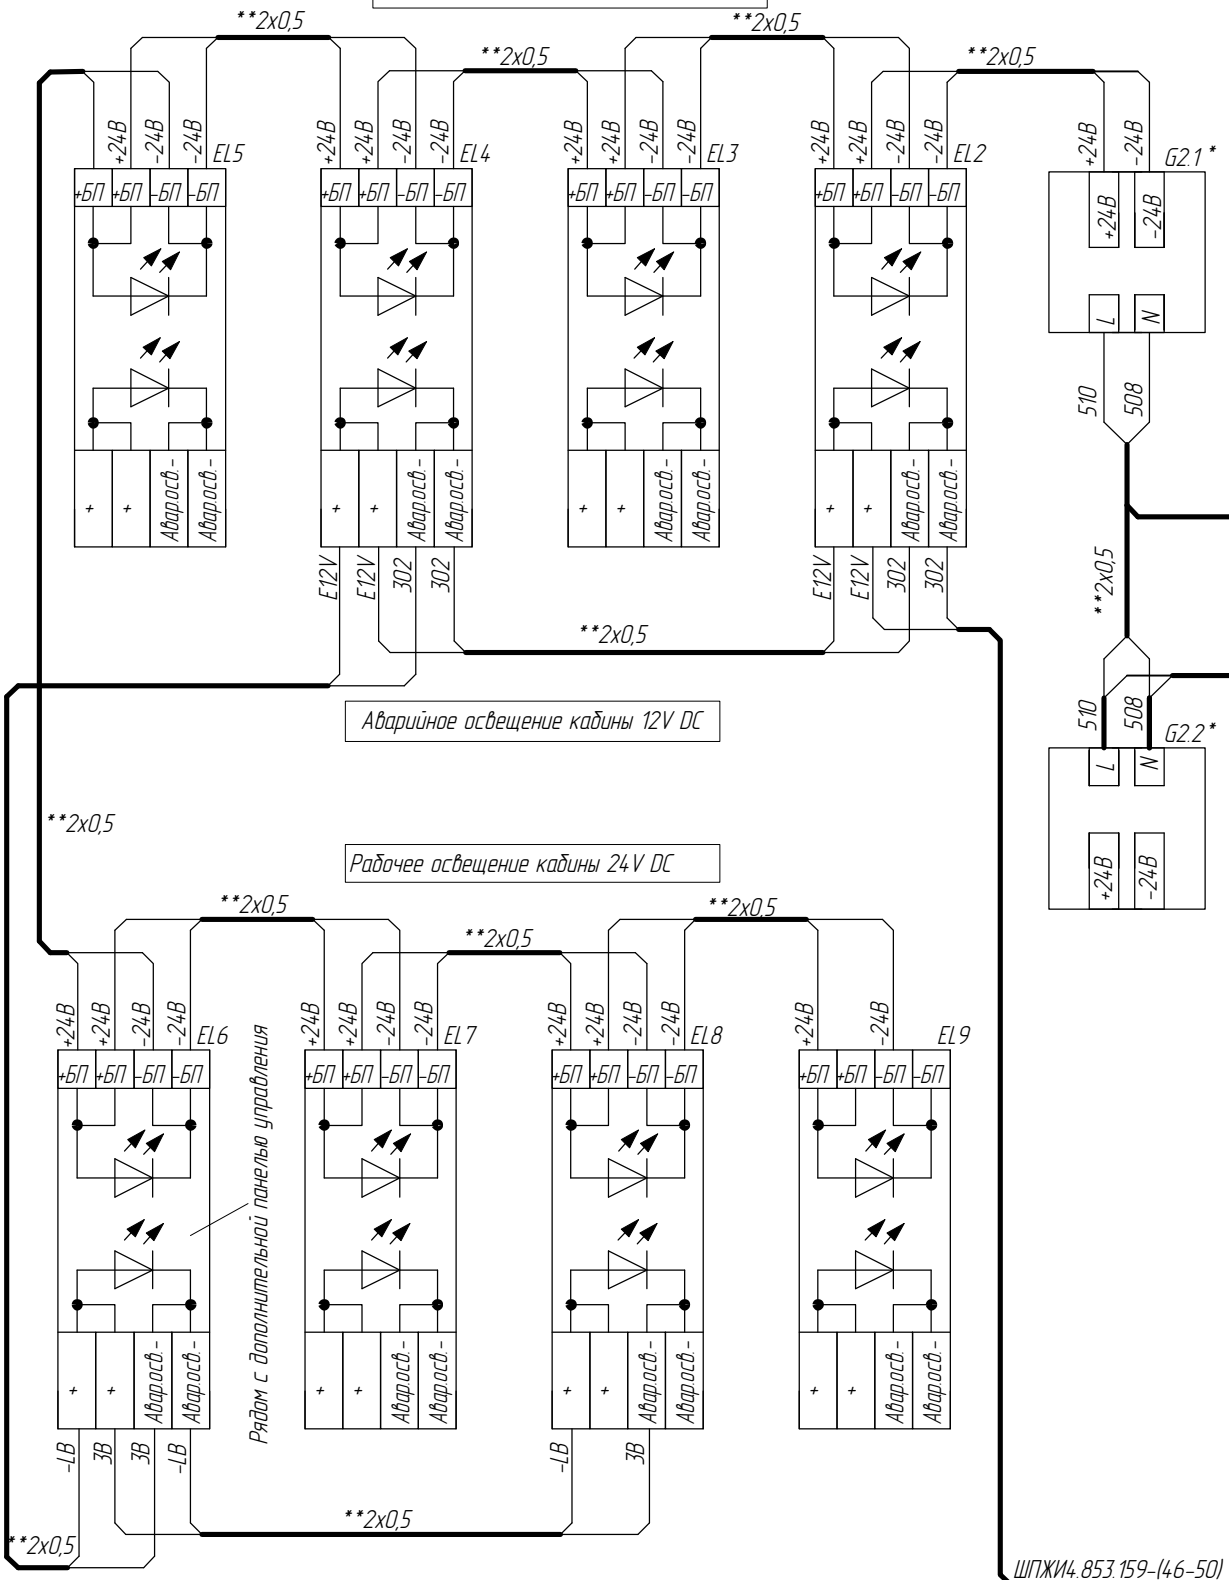 **2x0,5
**2x0,5
**2x0,5
**2x0,5
**2x0,5
+24В
-24В
-24В
EL5
+24В
+24В
-24В
-24В
EL4
+24В
+24В
-24В
-24В
EL3
+24В
+24В
-24В
-24В
EL2
+24В
-24В
G2.1*
+БП
+БП
-БП
-БП
+БП
+БП
-БП
-БП
+БП
+БП
-БП
-БП
+БП
+БП
-БП
-БП
+24В
-24В
L
N
510
508
+
+
Авар.осв.-
Авар.осв.-
+
+
Авар.осв.-
Авар.осв.-
+
+
Авар.осв.-
Авар.осв.-
+
+
Авар.осв.-
Авар.осв.-
E12V
E12V
302
302
E12V
E12V
302
302
**2x0,5
**2x0,5
Аварийное освещение кабины 12V DC
510
508
G2.2*
L
N
+24В
-24В
**2x0,5
Рабочее освещение кабины 24V DC
**2x0,5
**2x0,5
**2x0,5
+24В
+24В
-24В
-24В
EL6
+24В
+24В
-24В
-24В
EL7
+24В
+24В
-24В
-24В
EL8
+24В
-24В
EL9
+БП
+БП
-БП
-БП
+БП
+БП
-БП
-БП
+БП
+БП
-БП
-БП
+БП
+БП
-БП
-БП
Рядом с дополнительной панелью управления
+
+
Авар.осв.-
Авар.осв.-
+
+
Авар.осв.-
Авар.осв.-
+
+
Авар.осв.-
Авар.осв.-
+
+
Авар.осв.-
Авар.осв.-
-LB
3В
3В
-LB
-LB
3В
**2x0,5
**2x0,5
ШПЖИ4.853.159-(46-50)